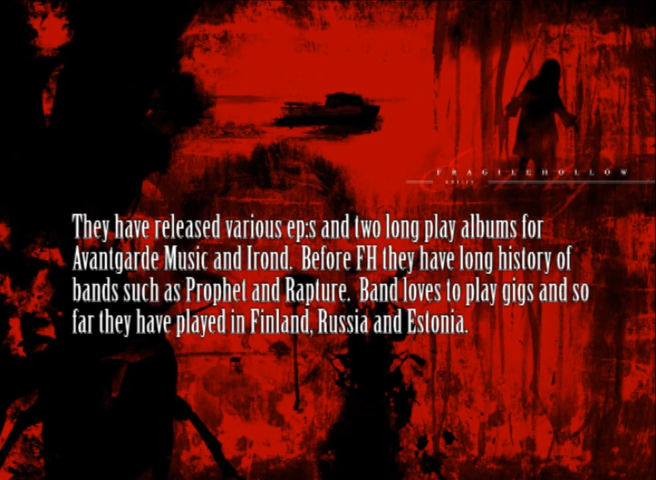 FRAGILEHOLLOW
They have released various ep:s and two long play albums for
Avantgarde Music and Irond. Before FH they have long history of
bands such as Prophet and Rapture. Band loves to play gigs and so
far they have played in Finland, Russia and Estonia.